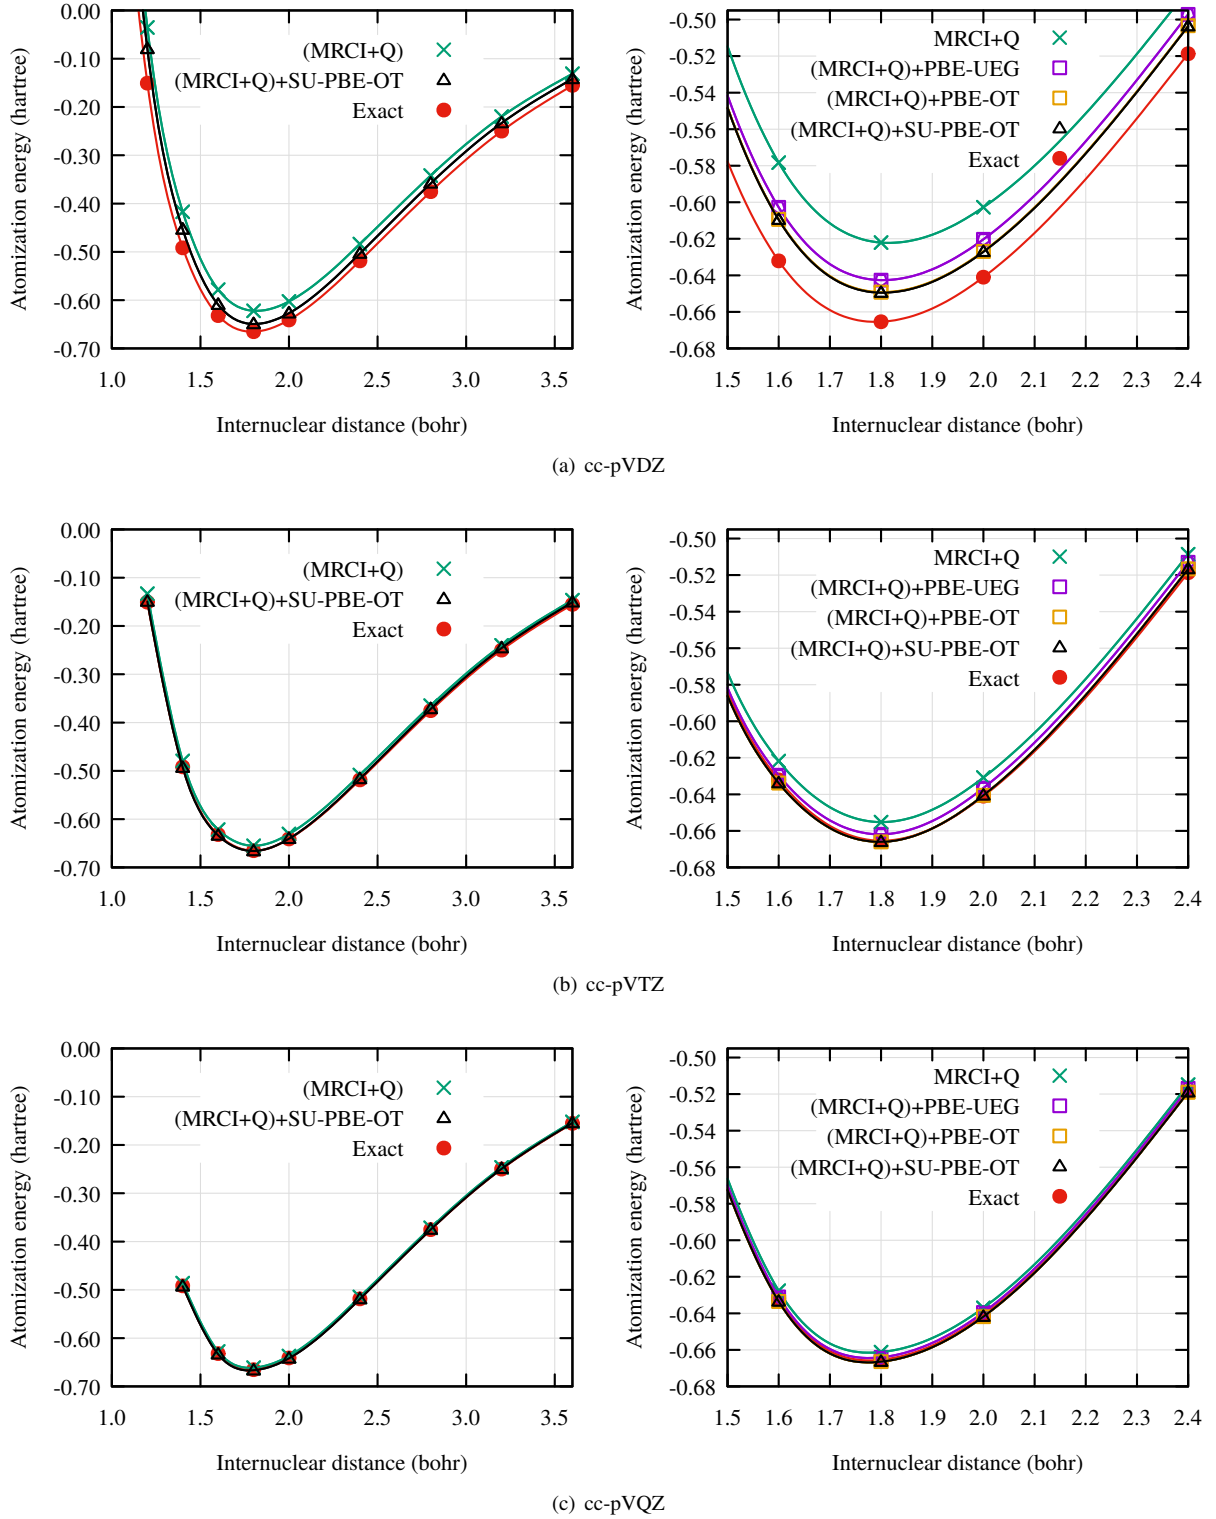 0.00
-0.10
-0.20
-0.30
-0.40
-0.50
-0.60
-0.70
1.0 1.5 2.0 2.5 3.0 3.5
Atomization energy (hartree)
Internuclear distance (bohr)
(MRCI+Q)
(MRCI+Q)+SU-PBE-OT
Exact
-0.50
-0.52
-0.54
-0.56
-0.58
-0.60
-0.62
-0.64
-0.66
-0.68
1.5 1.6 1.7 1.8 1.9 2.0 2.1 2.2 2.3 2.4
Atomization energy (hartree)
Internuclear distance (bohr)
MRCI+Q
(MRCI+Q)+PBE-UEG
(MRCI+Q)+PBE-OT
(MRCI+Q)+SU-PBE-OT
Exact
(a) cc-pVDZ
0.00
-0.10
-0.20
-0.30
-0.40
-0.50
-0.60
-0.70
1.0 1.5 2.0 2.5 3.0 3.5
Atomization energy (hartree)
Internuclear distance (bohr)
(MRCI+Q)
(MRCI+Q)+SU-PBE-OT
Exact
-0.50
-0.52
-0.54
-0.56
-0.58
-0.60
-0.62
-0.64
-0.66
-0.68
1.5 1.6 1.7 1.8 1.9 2.0 2.1 2.2 2.3 2.4
Atomization energy (hartree)
Internuclear distance (bohr)
MRCI+Q
(MRCI+Q)+PBE-UEG
(MRCI+Q)+PBE-OT
(MRCI+Q)+SU-PBE-OT
Exact
(b) cc-pVTZ
0.00
-0.10
-0.20
-0.30
-0.40
-0.50
-0.60
-0.70
1.0 1.5 2.0 2.5 3.0 3.5
Atomization energy (hartree)
Internuclear distance (bohr)
(MRCI+Q)
(MRCI+Q)+SU-PBE-OT
Exact
-0.50
-0.52
-0.54
-0.56
-0.58
-0.60
-0.62
-0.64
-0.66
-0.68
1.5 1.6 1.7 1.8 1.9 2.0 2.1 2.2 2.3 2.4
Atomization energy (hartree)
Internuclear distance (bohr)
MRCI+Q
(MRCI+Q)+PBE-UEG
(MRCI+Q)+PBE-OT
(MRCI+Q)+SU-PBE-OT
Exact
(c) cc-pVQZ